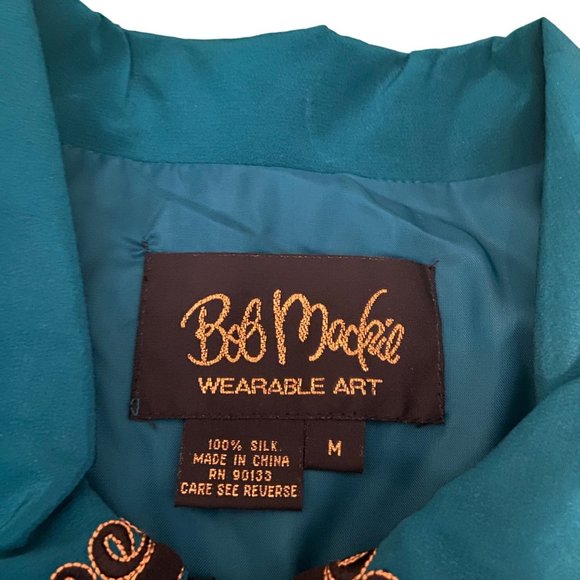 Bob Mackie
WEARABLE ART
100% SILK
MADE IN CHINA
RN 90133
CARE SEE REVERSE
M